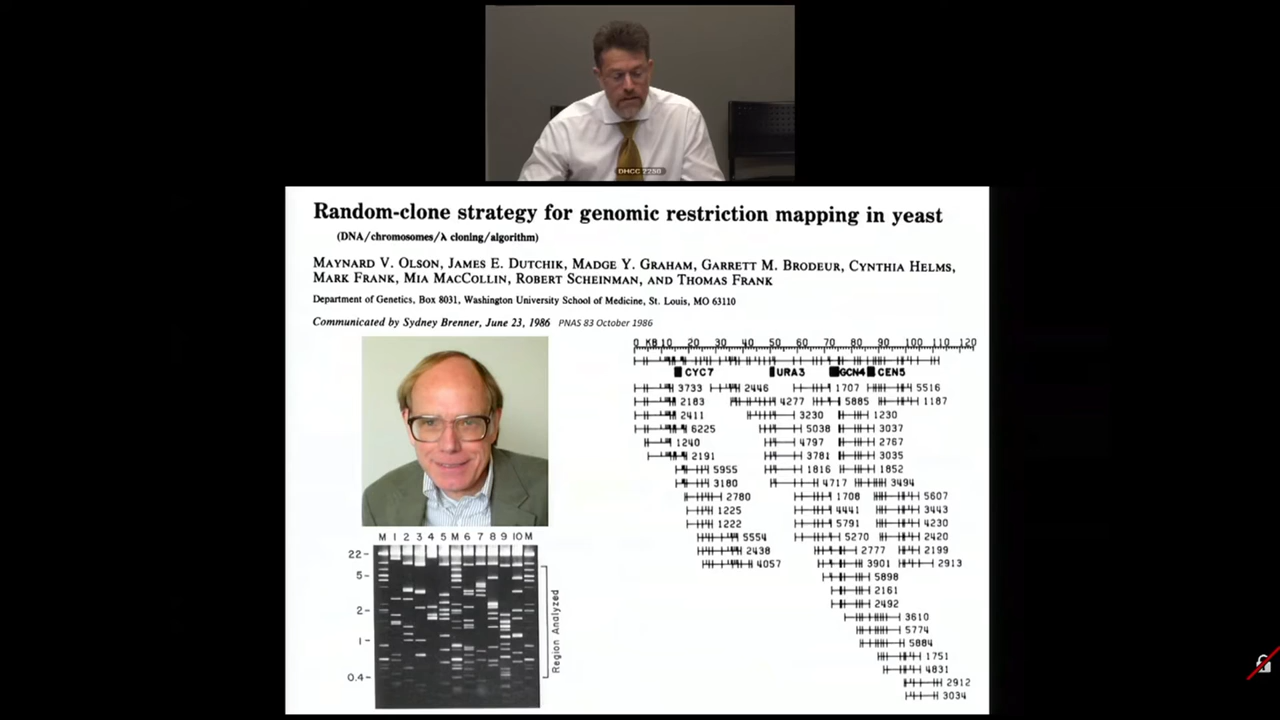 DHCC 7250
Random-clone strategy for genomic restriction mapping in yeast
(DNA/chromosomes/λ cloning/algorithm)
MAYNARD V. OLSON, JAMES E. DUTCHIK, MADGE Y. GRAHAM, GARRETT M. BRODEUR, CYNTHIA HELMS,
MARK FRANK, MIA MACCOLLIN, ROBERT SCHEINMAN, AND THOMAS FRANK
Department of Genetics, Box 8031, Washington University School of Medicine, St. Louis, MO 63110
Communicated by Sydney Brenner, June 23, 1986 PNAS 83 October 1986
0 KB 10 20 30 40 50 60 70 80 90 100 110 120
CYC7 URA3 GCN4 CEN5
3733 2446 1707 5516
2183 4277 5885 1187
2411 3230 1230
6225 5038 3037
1240 4797 2767
2191 3781 3035
5955 1816 1852
3180 4717 3494
2780 1708 5607
1225 4441 3443
1222 5791 4230
5554 5270 2420
2438 2777 2199
4057 3901 2913
5898
2161
2492
3610
5774
5884
1751
4831
2912
3034
M 1 2 3 4 5 M 6 7 8 9 10 M
22
5
2
1
0.4
Region Analyzed